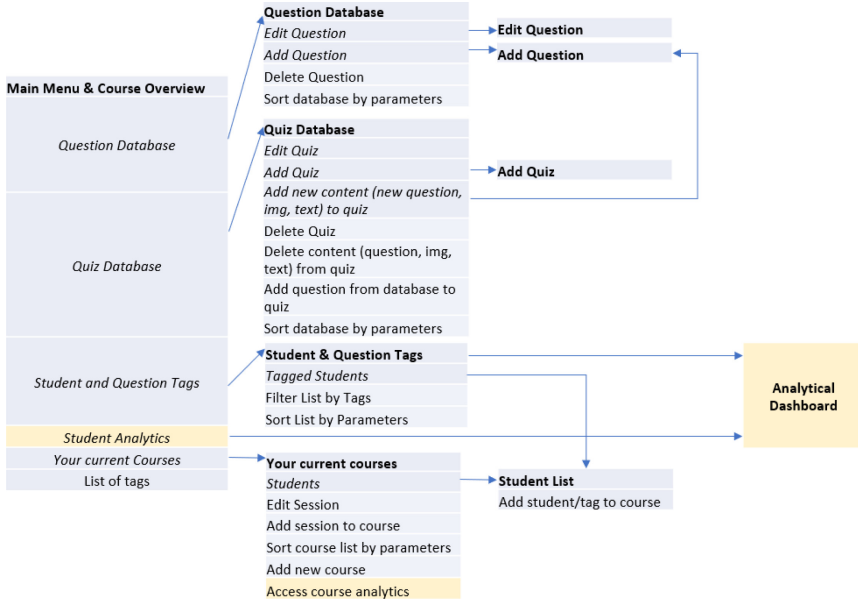 Main Menu & Course Overview
Question Database
Quiz Database
Student and Question Tags
Student Analytics
Your current Courses
List of tags
Question Database
Edit Question
Add Question
Delete Question
Sort database by parameters
Quiz Database
Edit Quiz
Add Quiz
Add new content (new question,
img, text) to quiz
Delete Quiz
Delete content (question, img,
text) from quiz
Add question from database to
quiz
Sort database by parameters
Student & Question Tags
Tagged Students
Filter List by Tags
Sort List by Parameters
Your current courses
Students
Edit Session
Add session to course
Sort course list by parameters
Add new course
Access course analytics
Edit Question
Add Question
Add Quiz
Student List
Add student/tag to course
Analytical
Dashboard